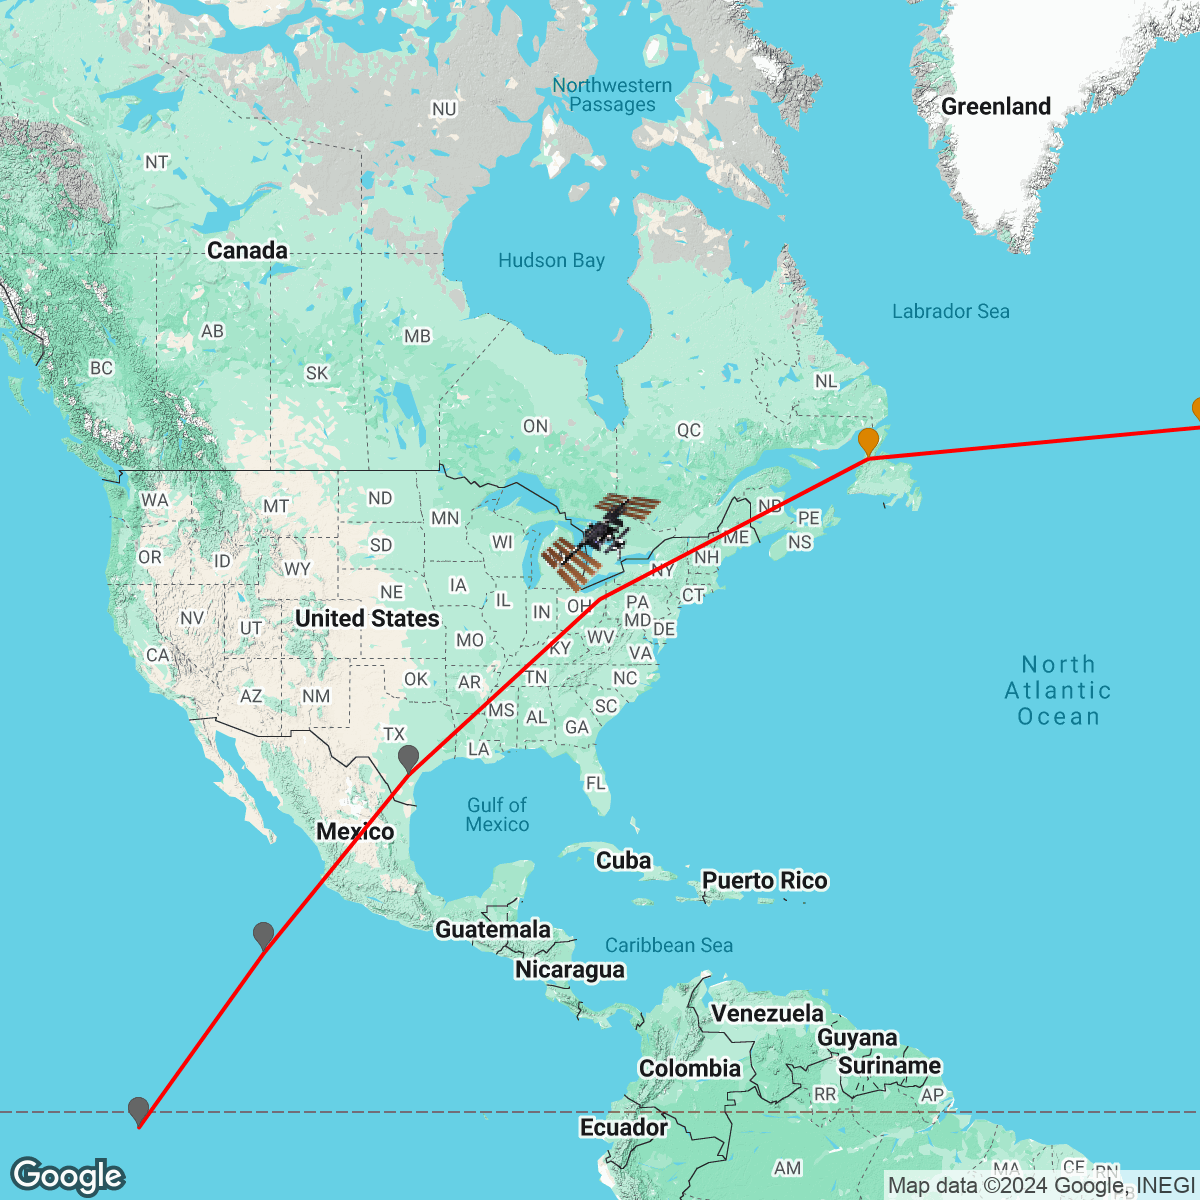 Northwestern
Passages
NU
Greenland
NT
Canada
Hudson Bay
Labrador Sea
AB
MB
BC
SK
NL
ON
QC
WA
MT
ND
MN
NB
PE
OR
ID
SD
WI
ME
NS
WY
NH
NY
NE
IA
IL
IN
OH
PA
CT
NV
UT
United States
MD
DE
CA
MO
KY
WV
VA
AZ
NM
OK
AR
TN
NC
North
Atlantic
Ocean
TX
MS
AL
GA
SC
LA
FL
Gulf of
Mexico
Mexico
Cuba
Puerto Rico
Guatemala
Caribbean Sea
Nicaragua
Venezuela
Guyana
Colombia
Suriname
RR
AP
Ecuador
AM
MA
CE
RN
Google
Map data ©2024 Google, INEGI